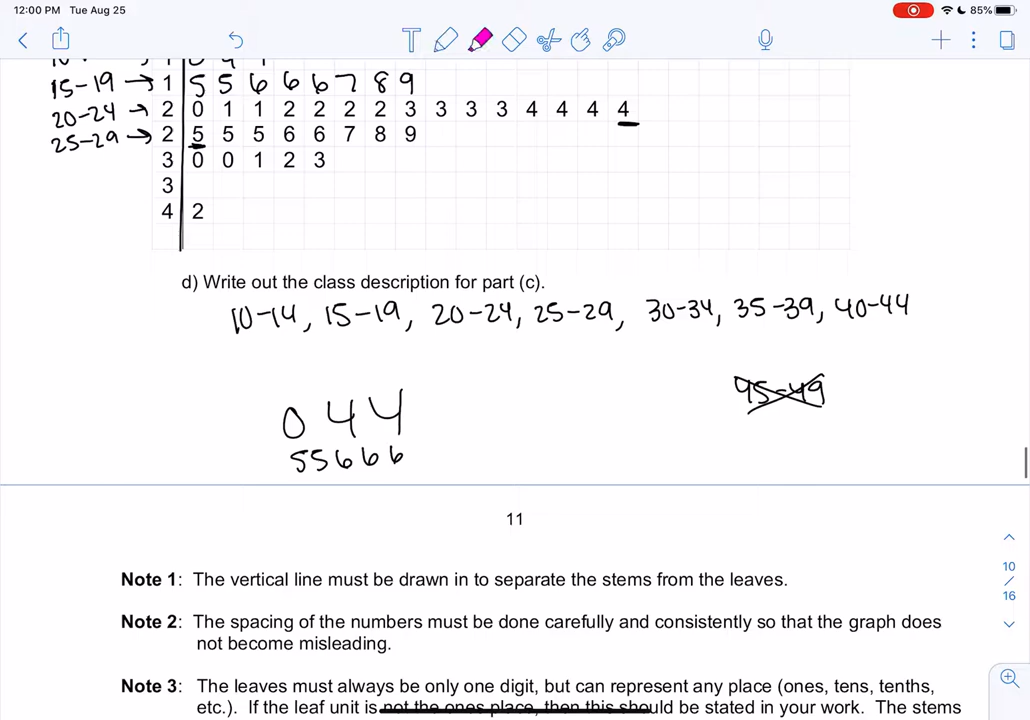 12:00 PM Tue Aug 25 85%
15-19 → 1 5 5 6 6 6 7 8 9
20-24 → 2 0 1 1 2 2 2 2 3 3 3 3 4 4 4 4
25-29 → 2 5 5 5 6 6 7 8 9
3 0 0 1 2 3
3
4 2
d) Write out the class description for part (c).
10-14, 15-19, 20-24, 25-29, 30-34, 35-39, 40-44
45-49
0 4 4
5 5 6 6 6
11
Note 1: The vertical line must be drawn in to separate the stems from the leaves.
10
/
16
Note 2: The spacing of the numbers must be done carefully and consistently so that the graph does
not become misleading.
Note 3: The leaves must always be only one digit, but can represent any place (ones, tens, tenths,
etc.). If the leaf unit is not the ones place, then this should be stated in your work. The stems